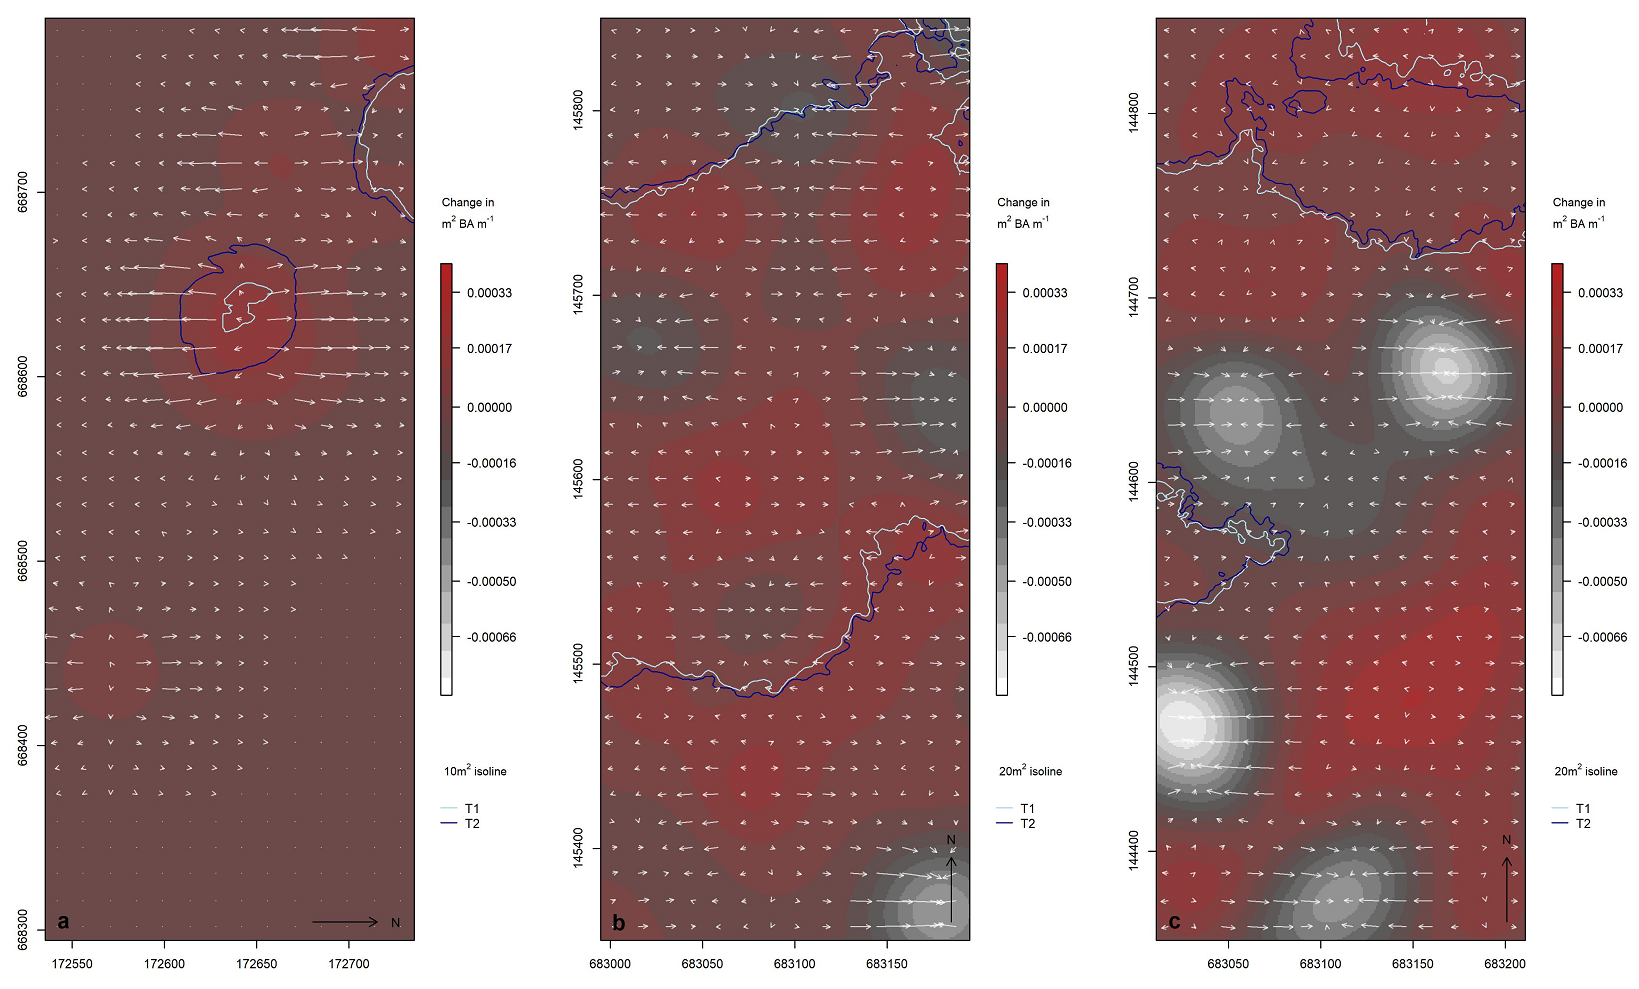 668700
668600
668500
668400
668300
172550
172600
172650
172700
a
N
Change in
m² BA m⁻¹
0.00033
0.00017
0.00000
-0.00016
-0.00033
-0.00050
-0.00066
10m² isoline
T1
T2
145800
145700
145600
145500
145400
683000
683050
683100
683150
b
N
Change in
m² BA m⁻¹
0.00033
0.00017
0.00000
-0.00016
-0.00033
-0.00050
-0.00066
20m² isoline
T1
T2
144800
144700
144600
144500
144400
683050
683100
683150
683200
c
N
Change in
m² BA m⁻¹
0.00033
0.00017
0.00000
-0.00016
-0.00033
-0.00050
-0.00066
20m² isoline
T1
T2